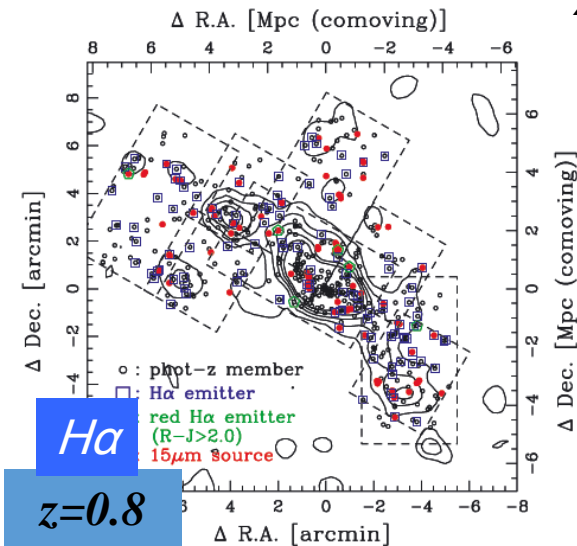 Δ R.A. [Mpc (comoving)]
8 6 4 2 0 -2 -4 -6
Δ Dec. [arcmin]
8
6
4
2
0
-2
-4
Δ Dec. [Mpc (comoving)]
6
4
2
0
-2
-4
-6
: phot-z member
: Hα emitter
: red Hα emitter
(R-J>2.0)
: 15μm source
Hα
z=0.8
6 4 2 0 -2 -4 -6 -8
Δ R.A. [arcmin]